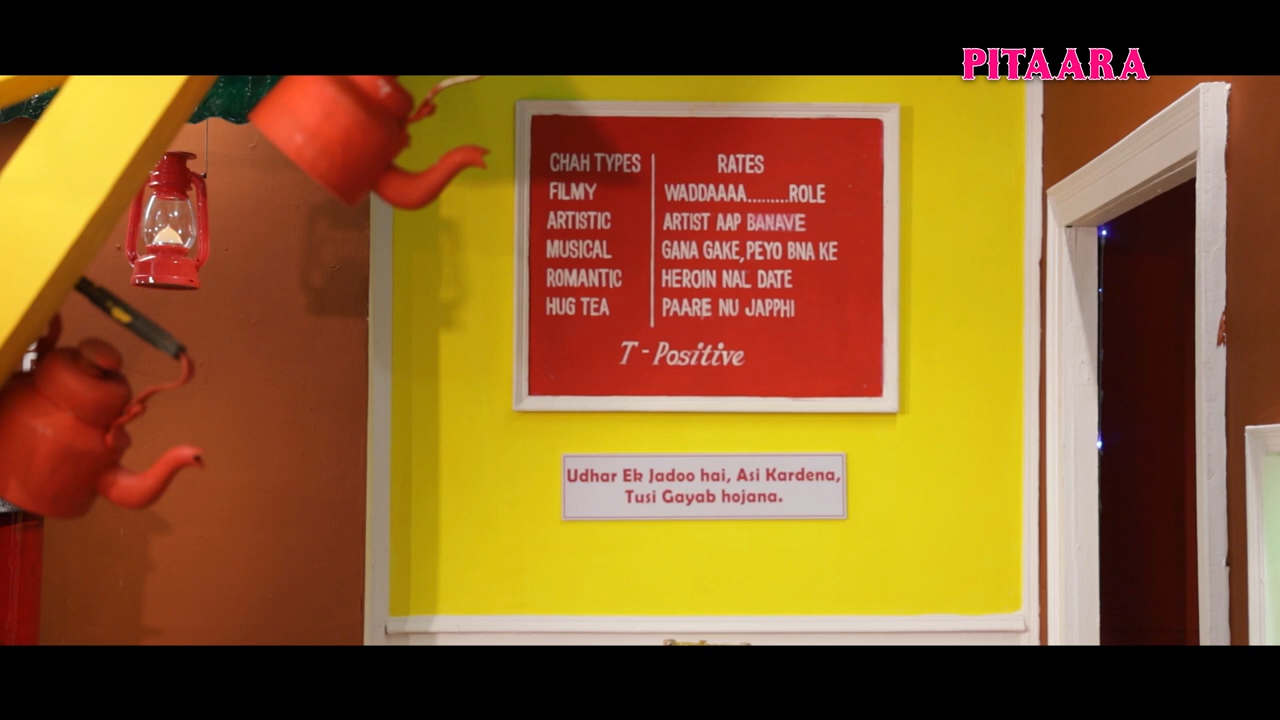 PITAARA
CHAH TYPES RATES
FILMY WADDAAAA.........ROLE
ARTISTIC ARTIST AAP BANAVE
MUSICAL GANA GAKE, PEYO BNA KE
ROMANTIC HEROIN NAL DATE
HUG TEA PAARE NU JAPPHI
T-Positive
Udhar Ek Jadoo hai, Asi Kardena,
Tusi Gayab hojana.